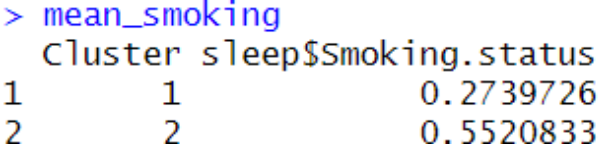 > mean_smoking
Cluster sleep$Smoking.status
1 1 0.2739726
2 2 0.5520833